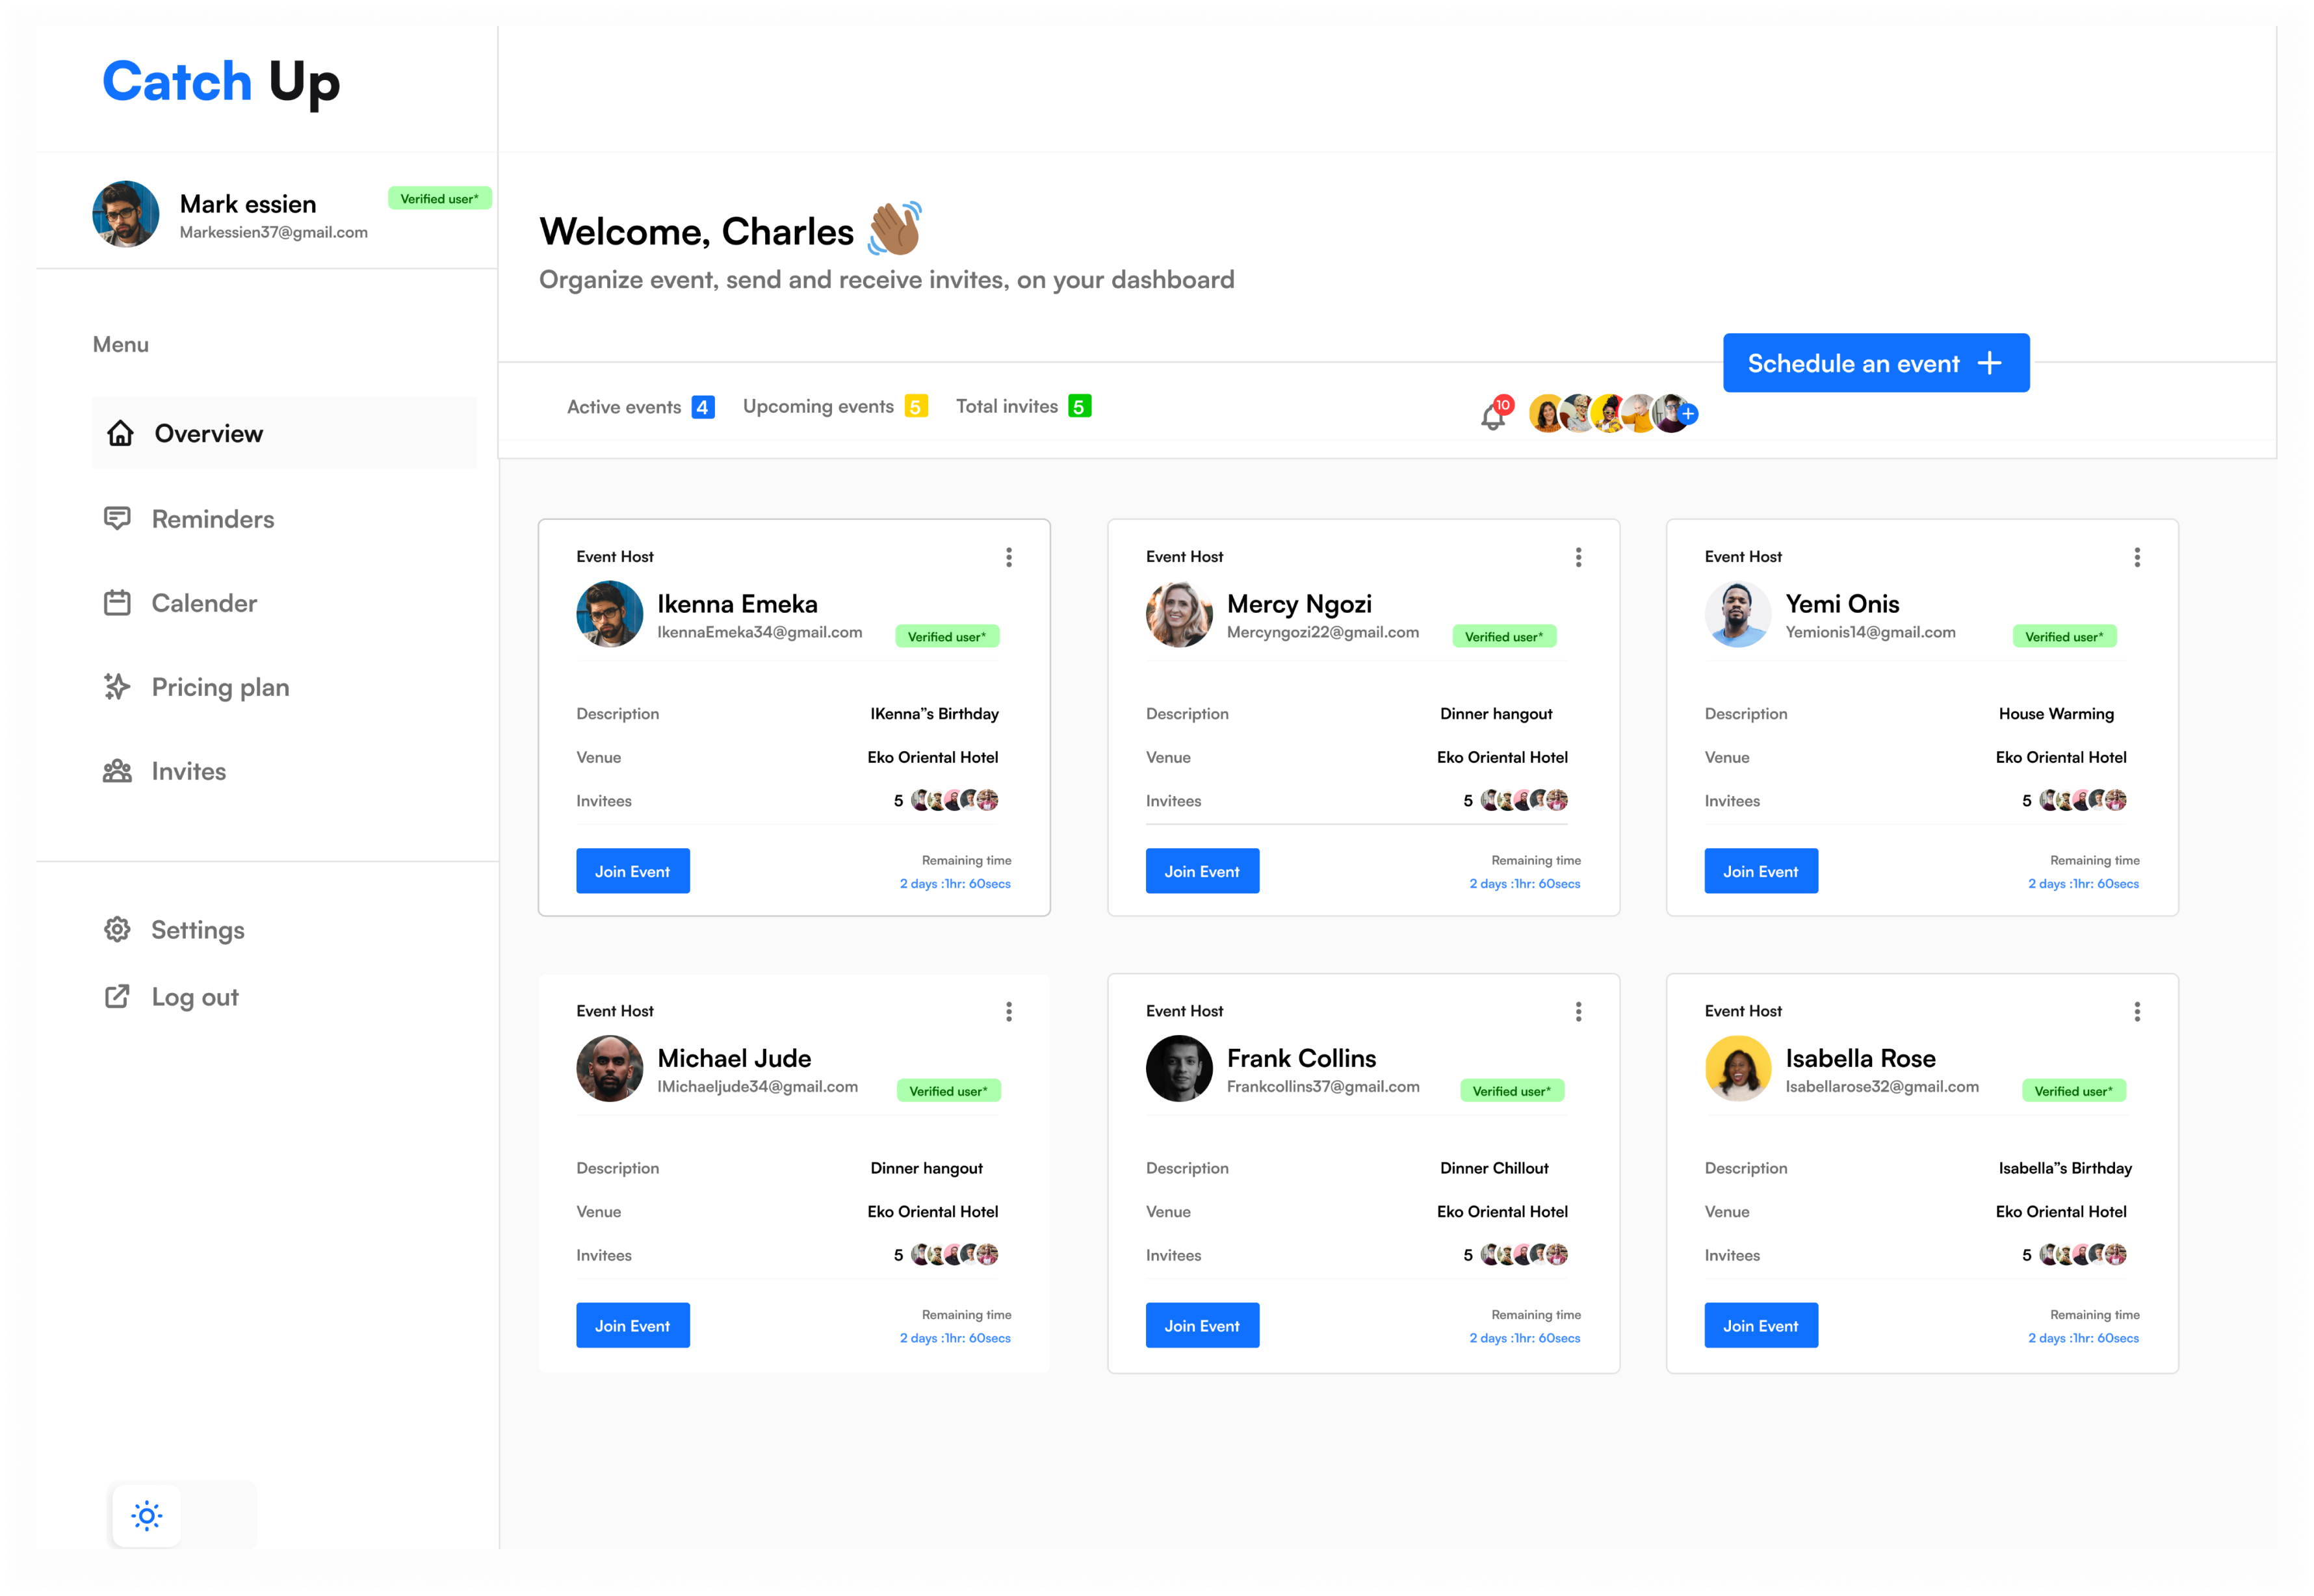 Catch Up
Mark essien
Verified user*
Markessien37@gmail.com
Menu
Overview
Reminders
Calender
Pricing plan
Invites
Settings
Log out
Welcome, Charles
Organize event, send and receive invites, on your dashboard
Schedule an event
Active events 4 Upcoming events 5 Total invites 5
10
Event Host
Ikenna Emeka
IkennaEmeka34@gmail.com
Verified user*
Description IKenna”s Birthday
Venue Eko Oriental Hotel
Invitees 5
Remaining time
Join Event
2 days :1hr: 60secs
Event Host
Mercy Ngozi
Mercyngozi22@gmail.com
Verified user*
Description Dinner hangout
Venue Eko Oriental Hotel
Invitees 5
Remaining time
Join Event
2 days :1hr: 60secs
Event Host
Yemi Onis
Yemionis14@gmail.com
Verified user*
Description House Warming
Venue Eko Oriental Hotel
Invitees 5
Remaining time
Join Event
2 days :1hr: 60secs
Event Host
Michael Jude
IMichaeljude34@gmail.com
Verified user*
Description Dinner hangout
Venue Eko Oriental Hotel
Invitees 5
Remaining time
Join Event
2 days :1hr: 60secs
Event Host
Frank Collins
Frankcollins37@gmail.com
Verified user*
Description Dinner Chillout
Venue Eko Oriental Hotel
Invitees 5
Remaining time
Join Event
2 days :1hr: 60secs
Event Host
Isabella Rose
Isabellarose32@gmail.com
Verified user*
Description Isabella”s Birthday
Venue Eko Oriental Hotel
Invitees 5
Remaining time
Join Event
2 days :1hr: 60secs